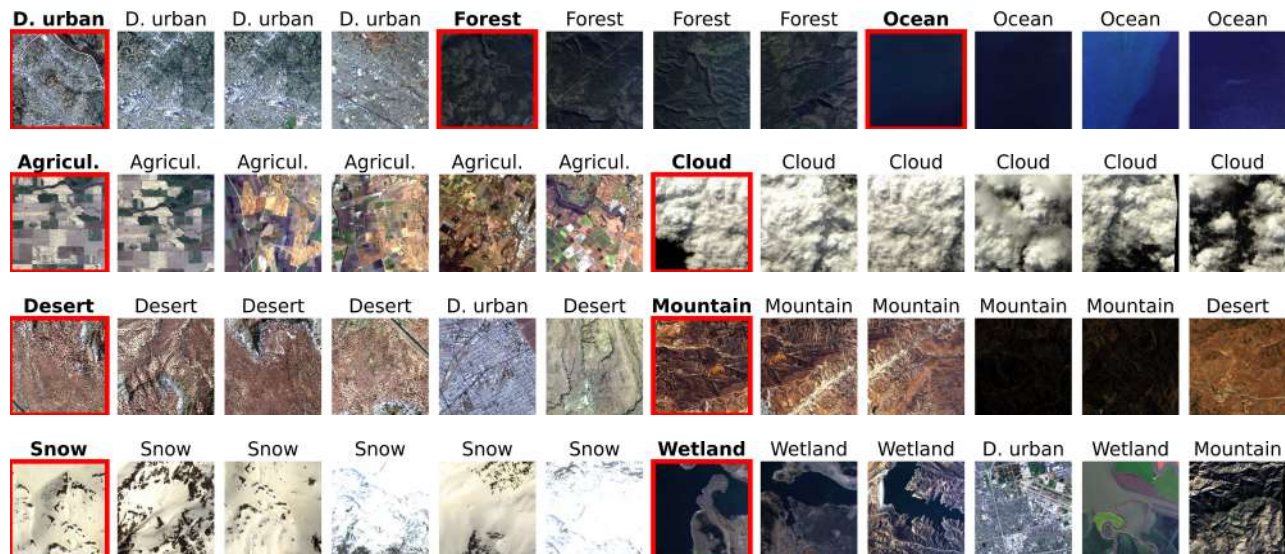 D. urban D. urban D. urban D. urban Forest Forest Forest Forest Ocean Ocean Ocean Ocean
Agricul. Agricul. Agricul. Agricul. Agricul. Agricul. Cloud Cloud Cloud Cloud Cloud Cloud
Desert Desert Desert Desert D. urban Desert Mountain Mountain Mountain Mountain Mountain Desert
Snow Snow Snow Snow Snow Snow Wetland Wetland Wetland D. urban Wetland Mountain